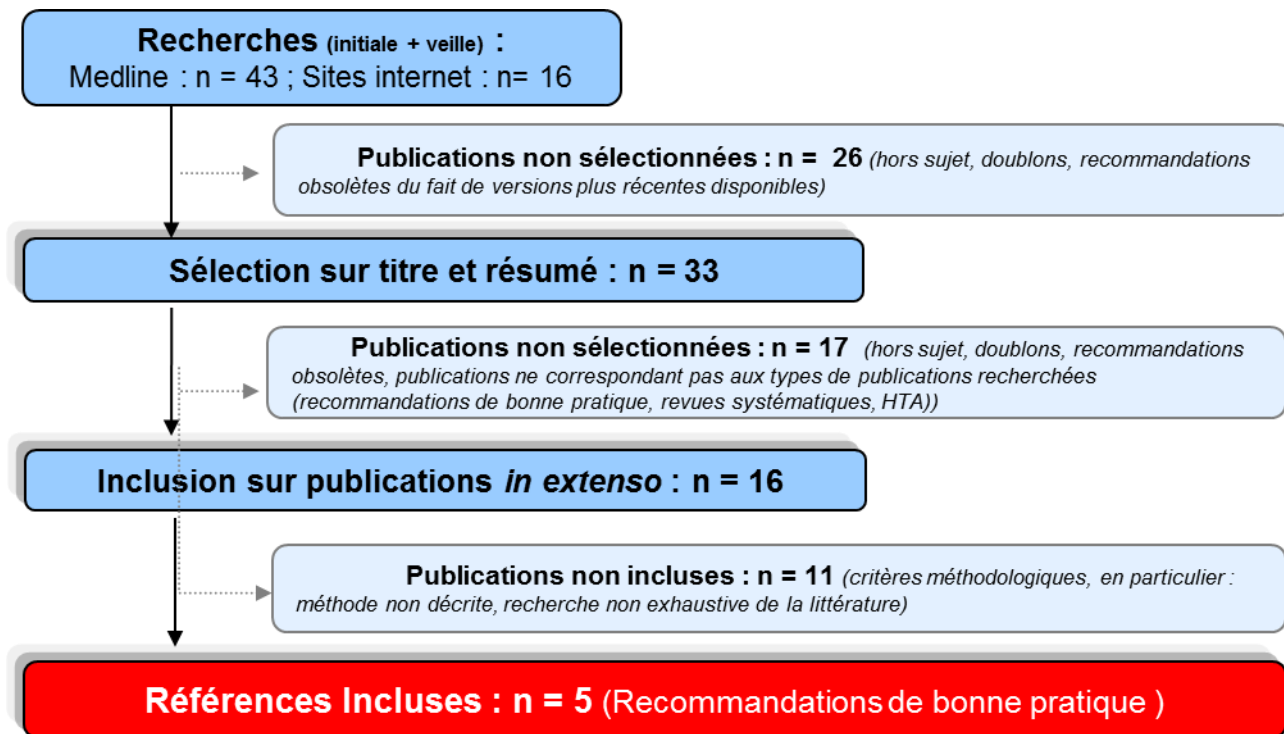 Recherches (initiale + veille) :
Medline : n = 43 ; Sites internet : n= 16
Publications non sélectionnées : n = 26 (hors sujet, doublons, recommandations
obsolètes du fait de versions plus récentes disponibles)
Sélection sur titre et résumé : n = 33
Publications non sélectionnées : n = 17 (hors sujet, doublons, recommandations
obsolètes, publications ne correspondant pas aux types de publications recherchées
(recommandations de bonne pratique, revues systématiques, HTA))
Inclusion sur publications in extenso : n = 16
Publications non incluses : n = 11 (critères méthodologiques, en particulier :
méthode non décrite, recherche non exhaustive de la littérature)
Références Incluses : n = 5 (Recommandations de bonne pratique )